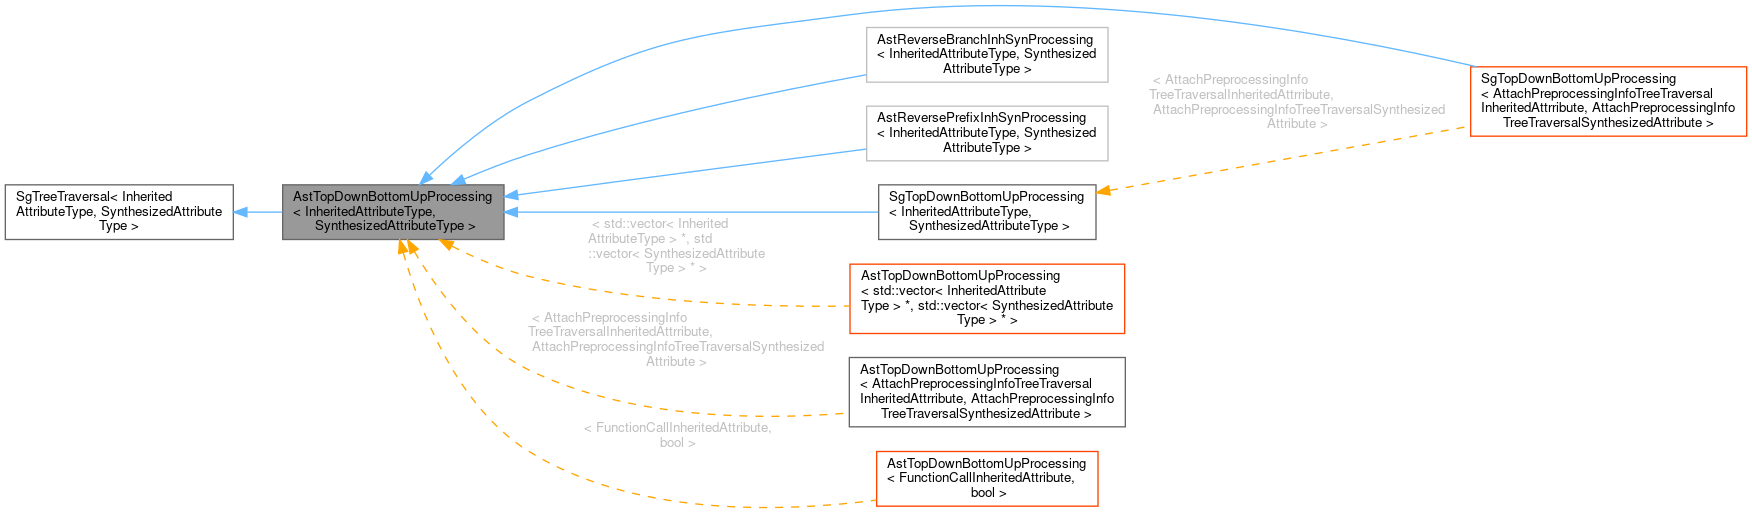 SgTreeTraversal< Inherited
AttributeType, SynthesizedAttribute
Type >
AstTopDownBottomUpProcessing
< InheritedAttributeType,
SynthesizedAttributeType >
AstReverseBranchInhSynProcessing
< InheritedAttributeType, Synthesized
AttributeType >
AstReversePrefixInhSynProcessing
< InheritedAttributeType, Synthesized
AttributeType >
SgTopDownBottomUpProcessing
< InheritedAttributeType,
SynthesizedAttributeType >
< AttachPreprocessingInfo
TreeTraversalInheritedAttrribute,
AttachPreprocessingInfoTreeTraversalSynthesized
Attribute >
SgTopDownBottomUpProcessing
< AttachPreprocessingInfoTreeTraversal
InheritedAttrribute, AttachPreprocessingInfo
TreeTraversalSynthesizedAttribute >
< std::vector< Inherited
AttributeType > *, std
::vector< SynthesizedAttribute
Type > * >
AstTopDownBottomUpProcessing
< std::vector< InheritedAttribute
Type > *, std::vector< SynthesizedAttribute
Type > * >
< AttachPreprocessingInfo
TreeTraversalInheritedAttrribute,
AttachPreprocessingInfoTreeTraversalSynthesized
Attribute >
AstTopDownBottomUpProcessing
< AttachPreprocessingInfoTreeTraversal
InheritedAttrribute, AttachPreprocessingInfo
TreeTraversalSynthesizedAttribute >
< FunctionCallInheritedAttribute,
bool >
AstTopDownBottomUpProcessing
< FunctionCallInheritedAttribute,
bool >